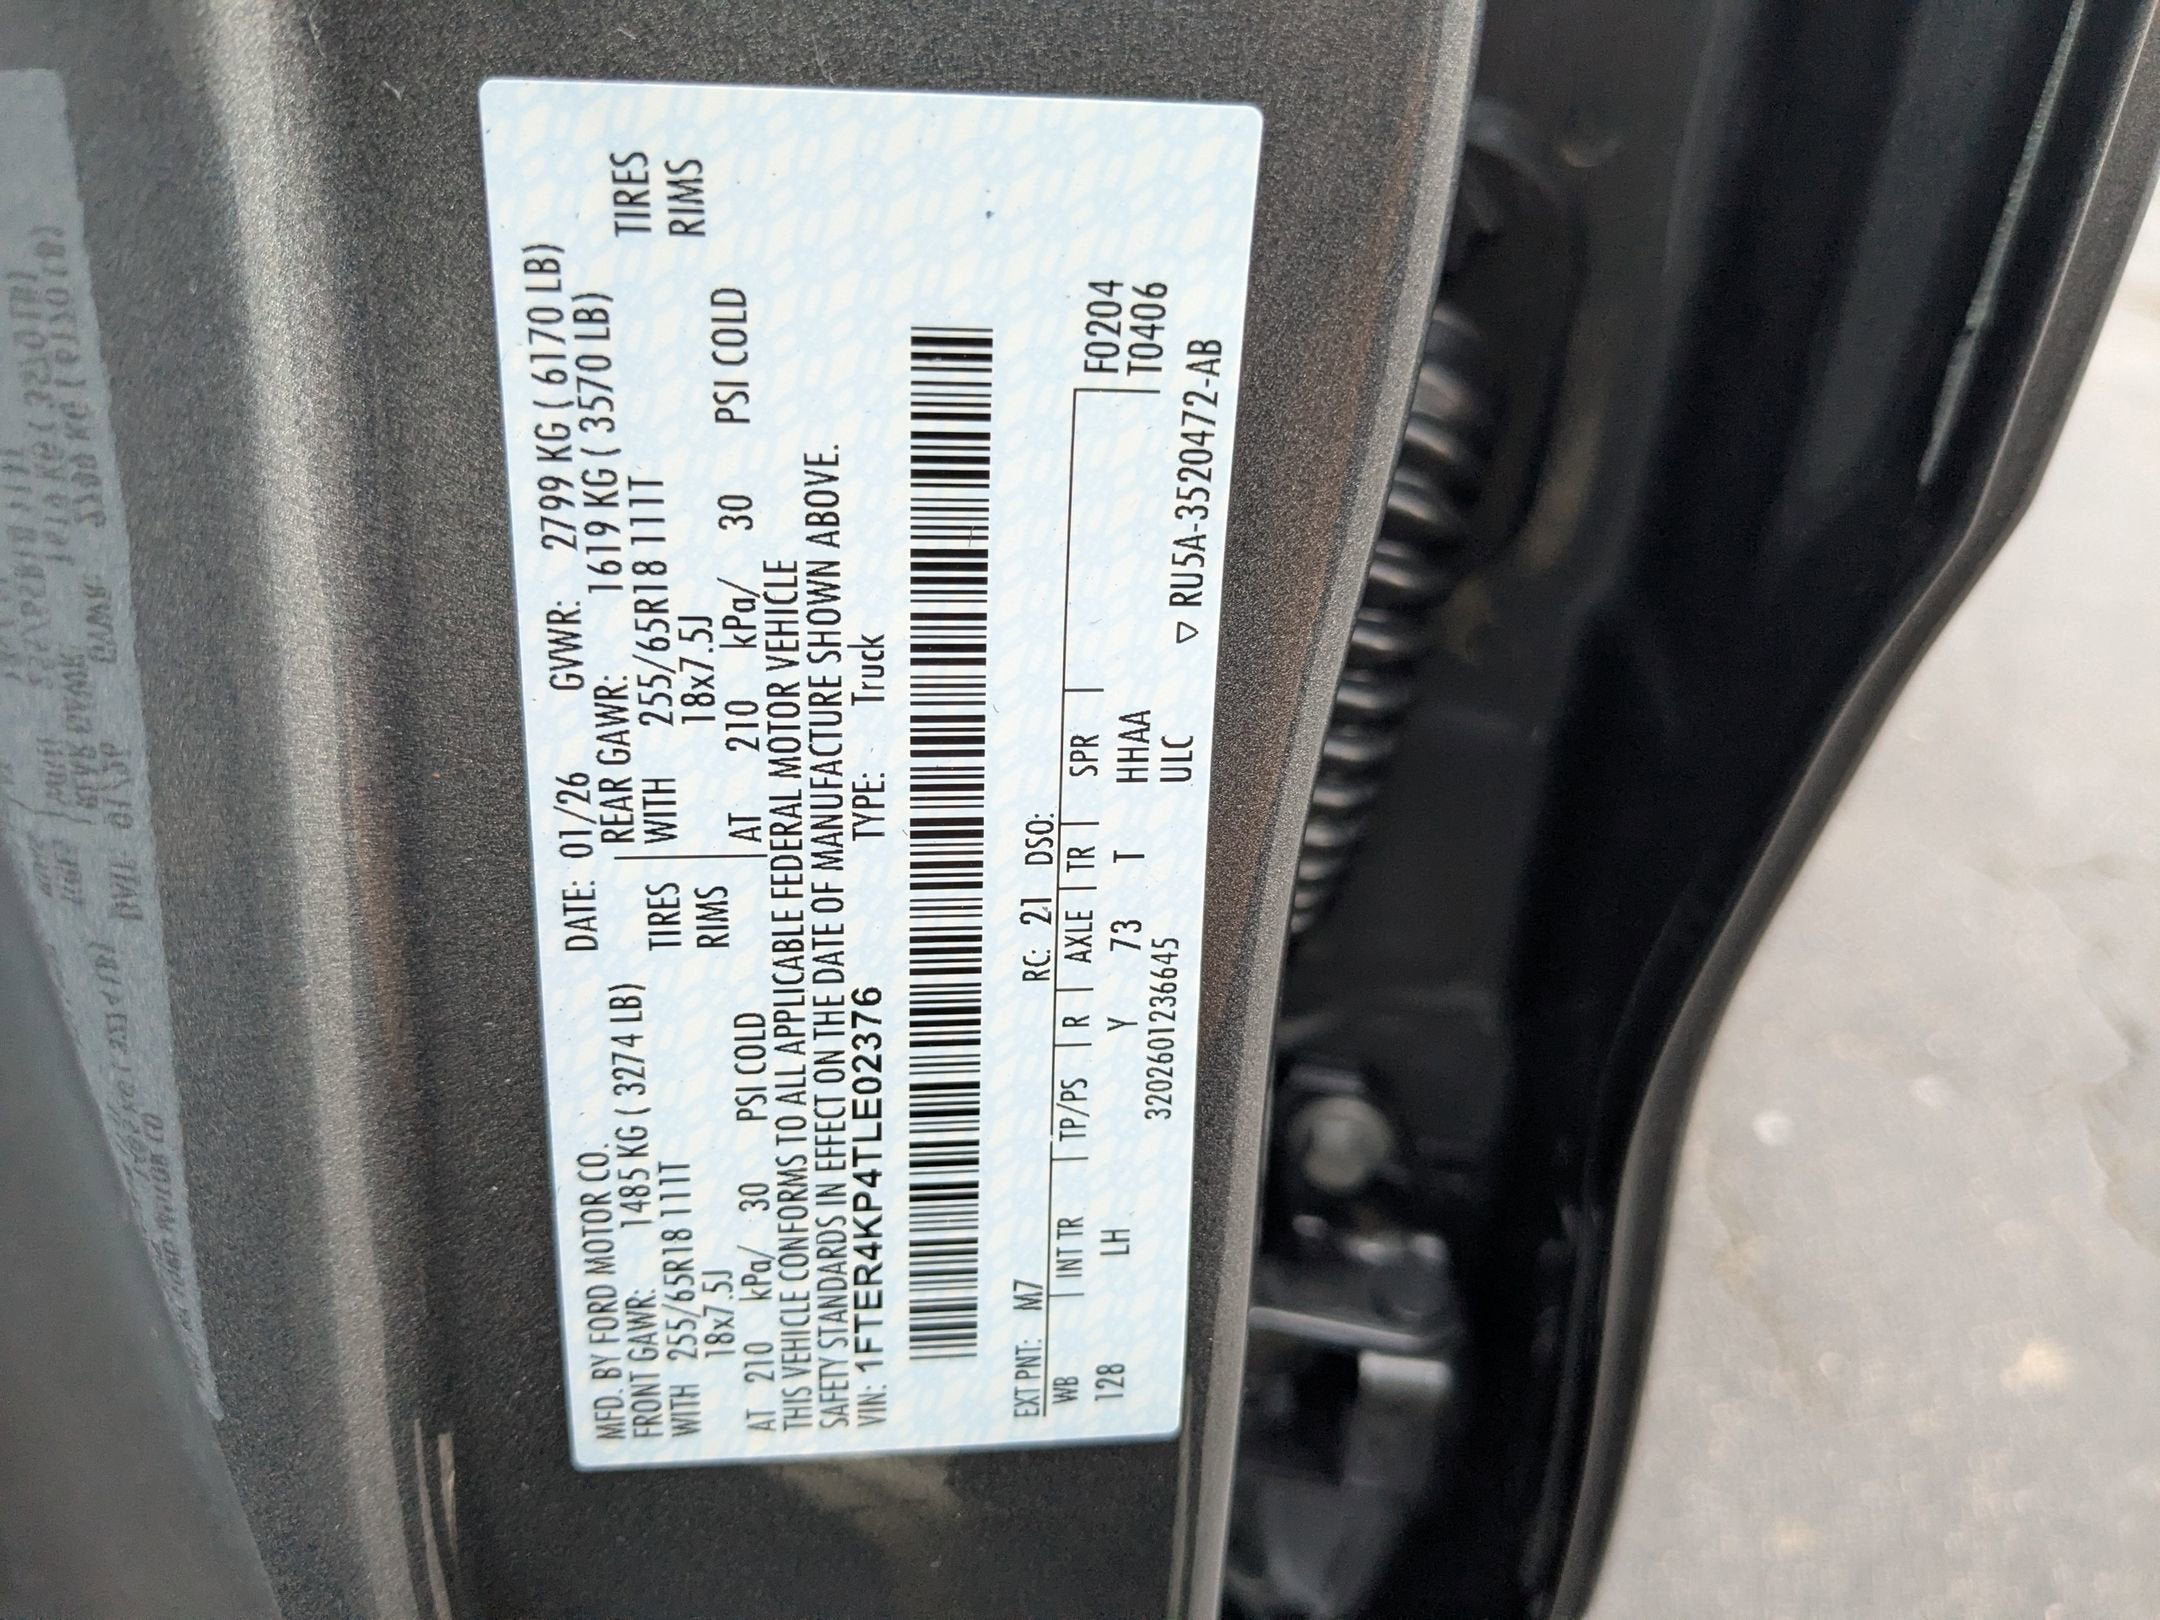 MFD. BY FORD MOTOR CO. DATE: 01/26 GVWR: 2799 KG ( 6170 LB)
FRONT GAWR: 1485 KG ( 3274 LB) REAR GAWR: 1619 KG ( 3570 LB)
WITH 255/65R18 111T TIRES WITH 255/65R18 111T TIRES
18x7.5J RIMS 18x7.5J RIMS
AT 210 kPa/ 30 PSI COLD AT 210 kPa/ 30 PSI COLD
THIS VEHICLE CONFORMS TO ALL APPLICABLE FEDERAL MOTOR VEHICLE
SAFETY STANDARDS IN EFFECT ON THE DATE OF MANUFACTURE SHOWN ABOVE.
VIN: 1FTER4KP4TLE02376 TYPE: Truck
EXT PNT: M7 RC: 21 DSO:
WB | INT TR | TP/PS | R | AXLE | TR | SPR | F0204
128 LH Y 73 T HHAA T0406
3202601236645 ULC ▽ RU5A-3520472-AB